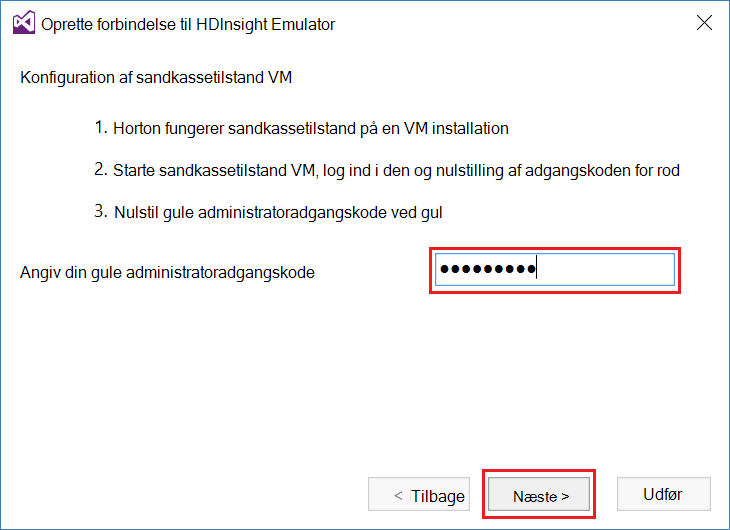 Oprette forbindelse til HDInsight Emulator
Konfiguration af sandkassetilstand VM
1. Horton fungerer sandkassetilstand på en VM installation
2. Starte sandkassetilstand VM, log ind i den og nulstilling af adgangskoden for rod
3. Nulstil gule administratoradgangskode ved gul
Angiv din gule administratoradgangskode ●●●●●●●●●
< Tilbage Næste > Udfør